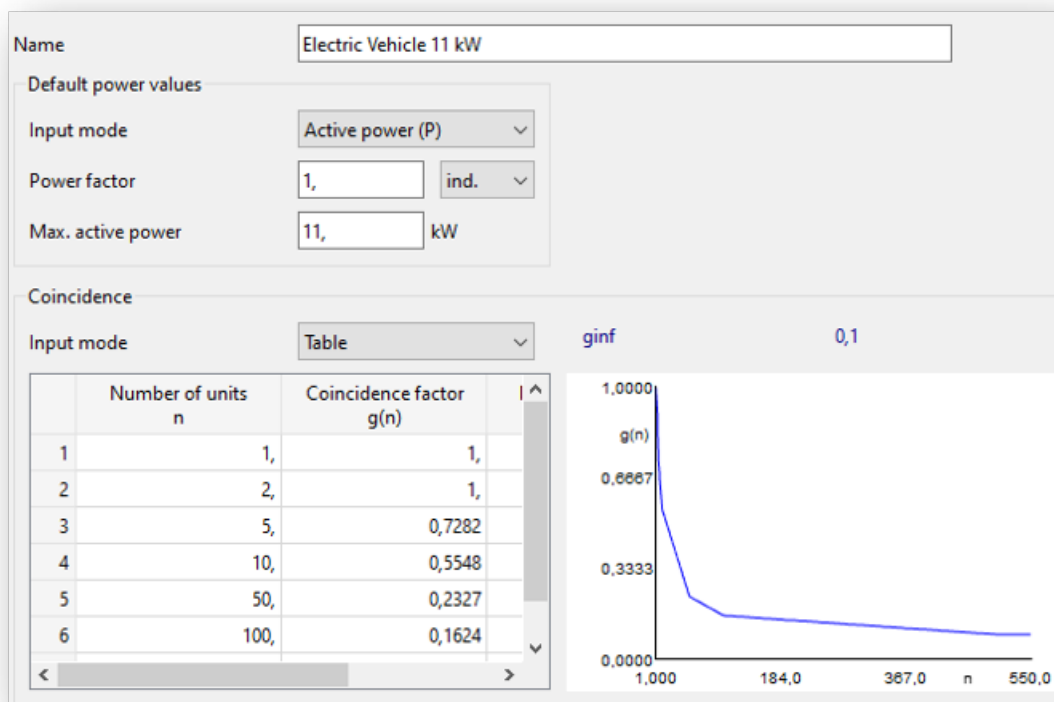 Name Electric Vehicle 11 kW
Default power values
Input mode Active power (P)
Power factor 1, ind.
Max. active power 11, kW
Coincidence
Input mode Table
ginf 0,1
Number of units Coincidence factor
n g(n)
1 1, 1,
2 2, 1,
3 5, 0,7282
4 10, 0,5548
5 50, 0,2327
6 100, 0,1624
1,0000
g(n)
0,6667
0,3333
0,0000
1,000 184,0 367,0 n 550,0